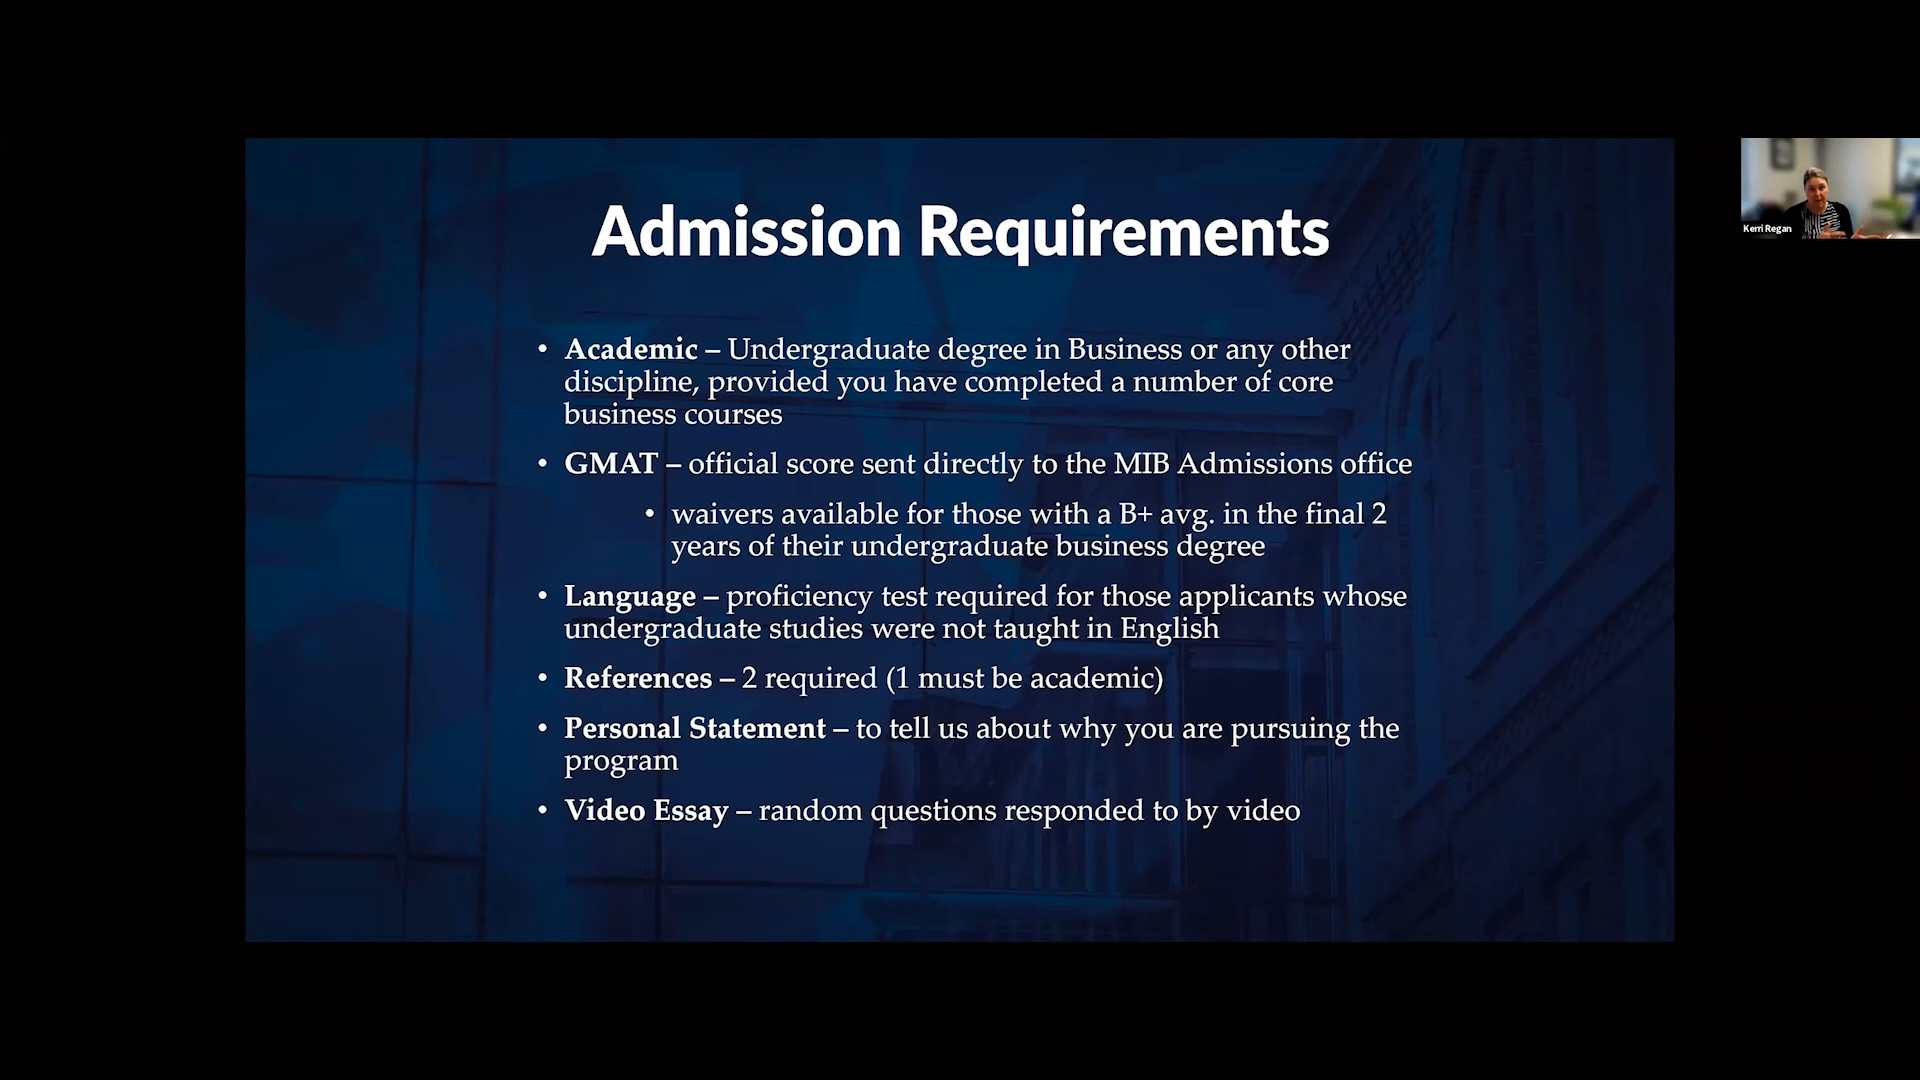 Admission Requirements
• Academic – Undergraduate degree in Business or any other
discipline, provided you have completed a number of core
business courses
• GMAT – official score sent directly to the MIB Admissions office
• waivers available for those with a B+ avg. in the final 2
years of their undergraduate business degree
• Language – proficiency test required for those applicants whose
undergraduate studies were not taught in English
• References – 2 required (1 must be academic)
• Personal Statement – to tell us about why you are pursuing the
program
• Video Essay – random questions responded to by video
Kerri Regan